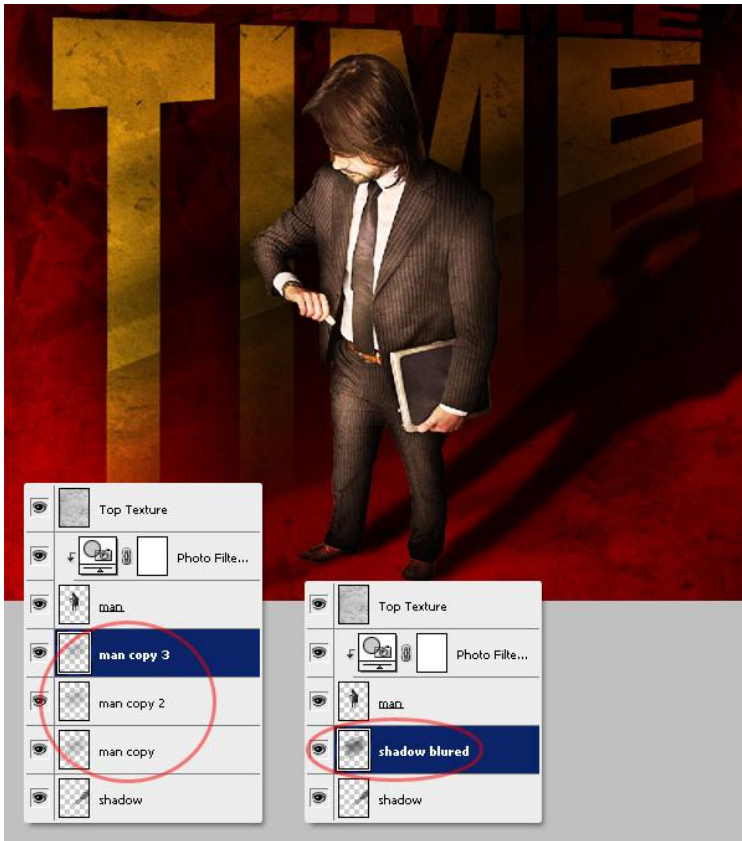 LITTLE
TIME
Top Texture
Photo Filte...
man
man copy 3
man copy 2
man copy
shadow
Top Texture
Photo Filte...
man
shadow blured
shadow